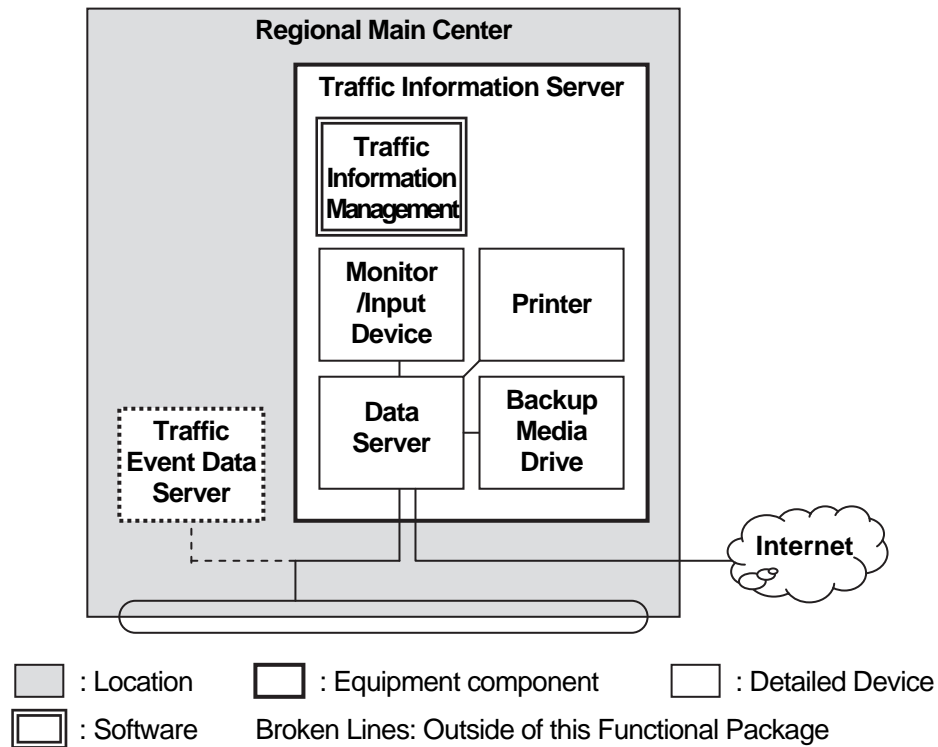 Regional Main Center
Traffic Information Server
Traffic
Information
Management
Monitor
/Input
Device
Printer
Data
Server
Backup
Media
Drive
Traffic
Event Data
Server
Internet
: Location
: Equipment component
: Detailed Device
: Software
Broken Lines: Outside of this Functional Package